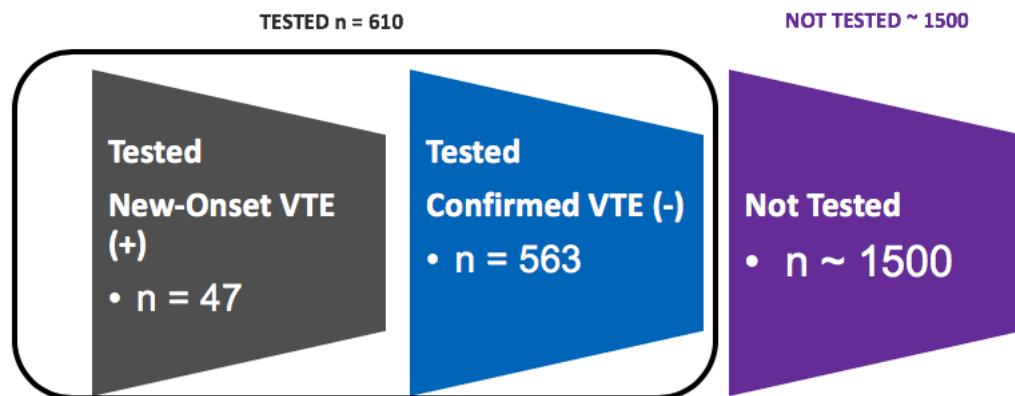 TESTED n = 610
NOT TESTED ~ 1500
Tested
New-Onset VTE
(+)
• n = 47
Tested
Confirmed VTE (-)
• n = 563
Not Tested
• n ~ 1500